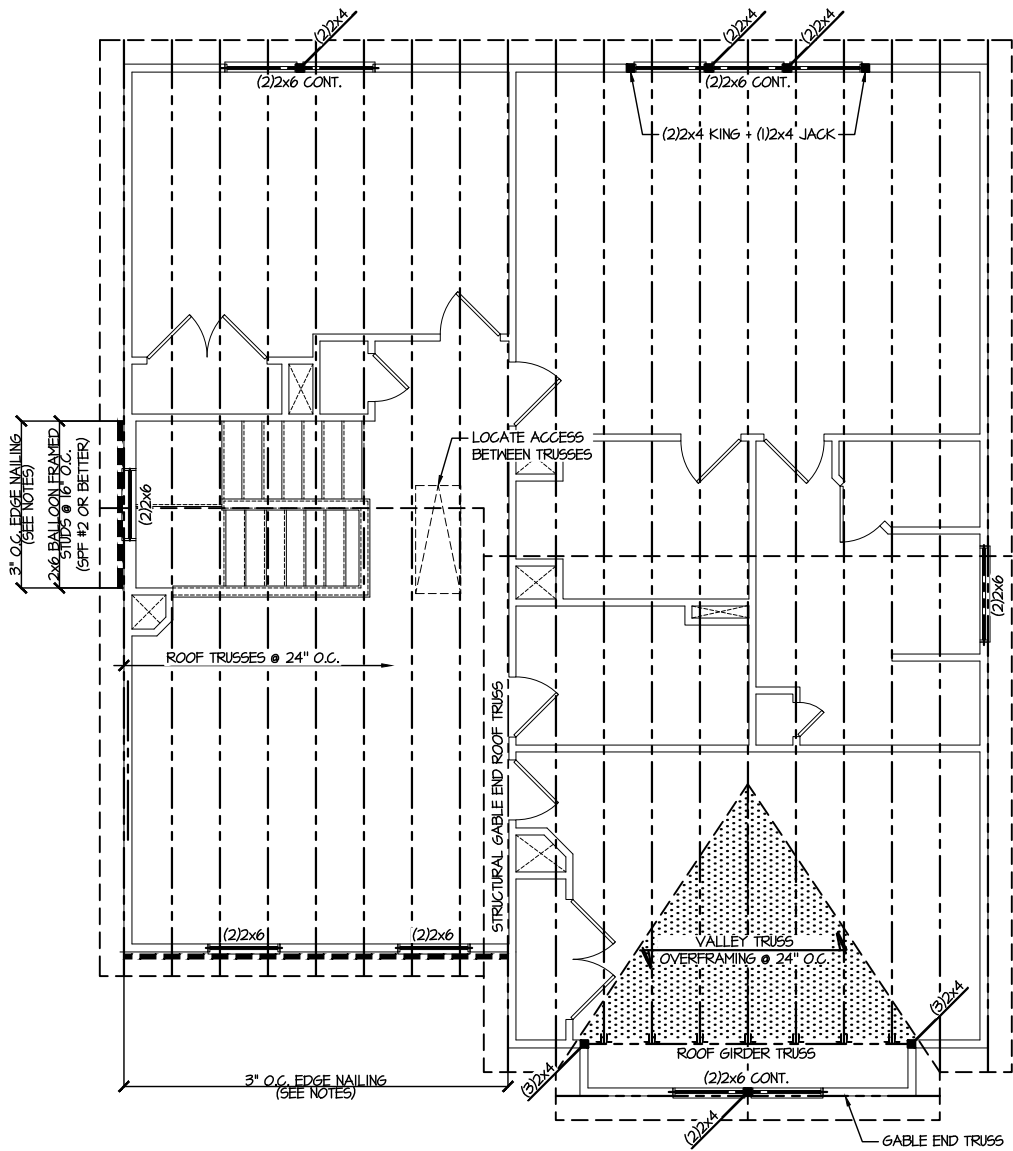 (2)2x4
(2)2x4
(2)2x4
(2)2x6 CONT.
(2)2x6 CONT.
(2)2x4 KING + (1)2x4 JACK
LOCATE ACCESS
BETWEEN TRUSSES
3" O.C. EDGE NAILING
(SEE NOTES)
2x6 BALLOON FRAMED
STUDS @ 16" O.C.
(SPF #2 OR BETTER)
(2)2x6
(2)2x6
ROOF TRUSSES @ 24" O.C.
STRUCTURAL GABLE END ROOF TRUSS
(2)2x6
(2)2x6
VALLEY TRUSS
OVERFRAMING @ 24" O.C.
(3)2x4
ROOF GIRDER TRUSS
(3)2x4
(2)2x6 CONT.
3" O.C. EDGE NAILING
(SEE NOTES)
(2)2x4
GABLE END TRUSS